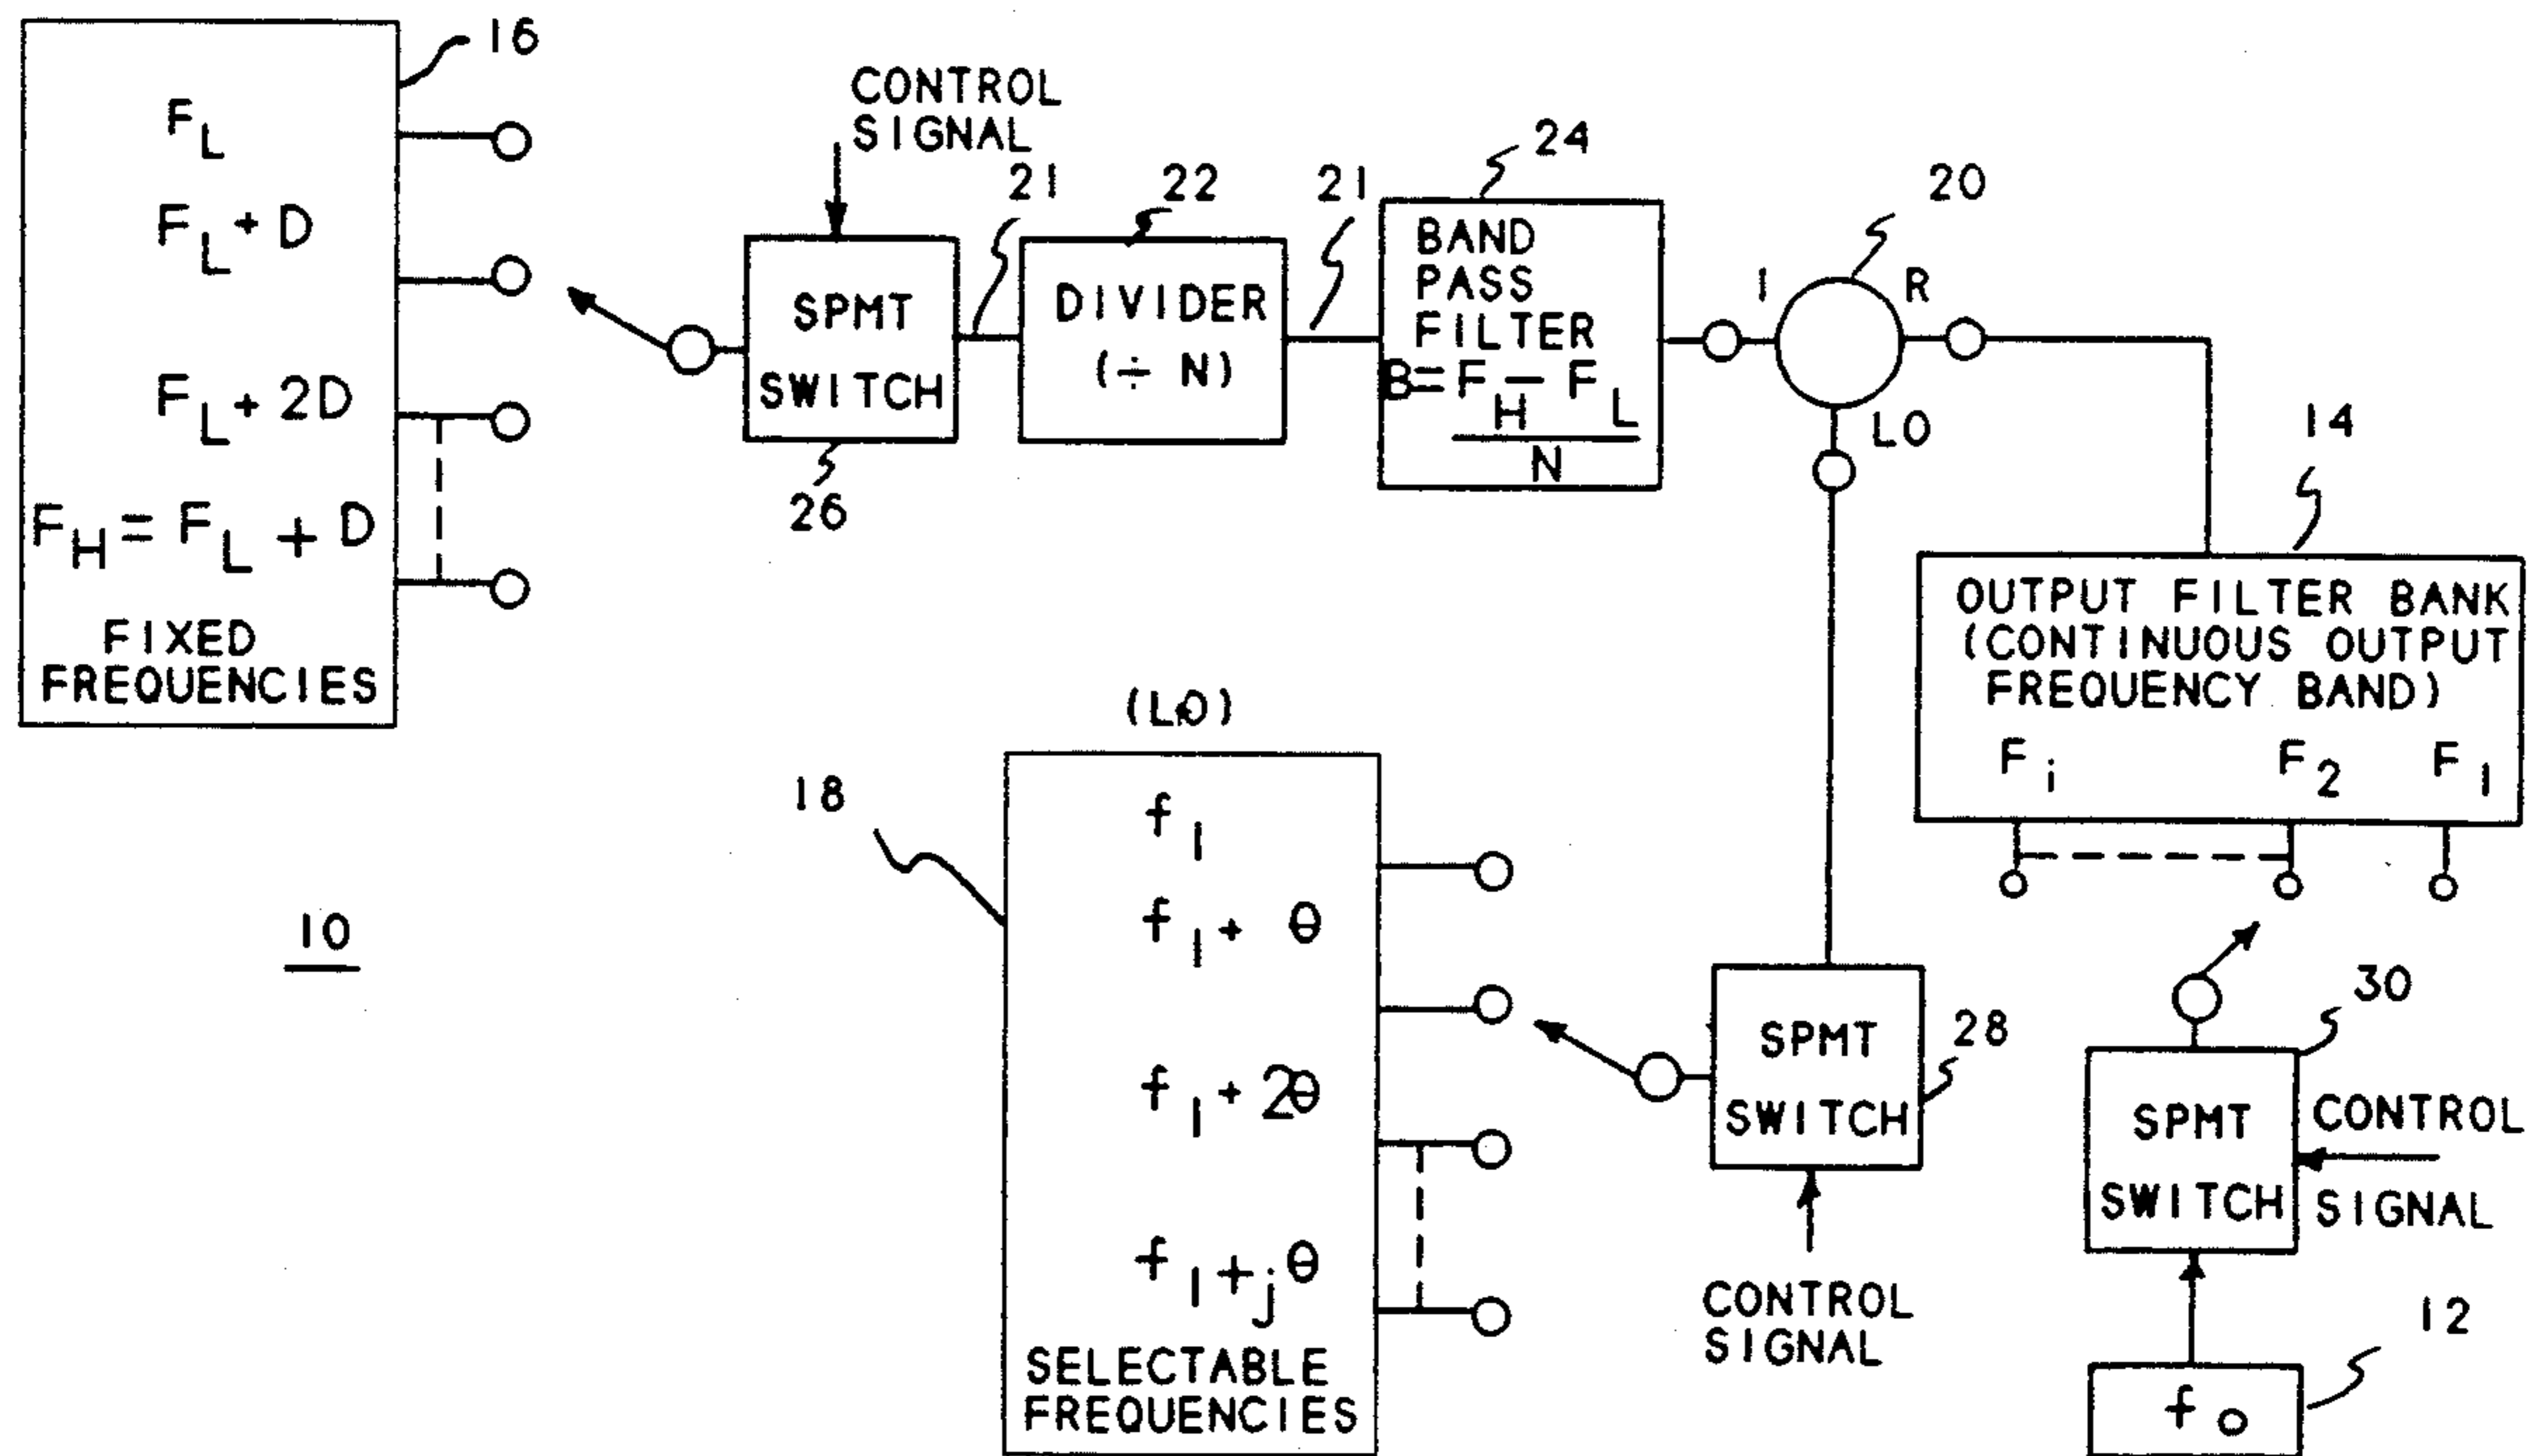 16
F_L
F_L + D
F_L + 2D
F_H = F_L + D
FIXED
FREQUENCIES
CONTROL
SIGNAL
SPMT
SWITCH
26
21
22
DIVIDER
(÷ N)
21
24
BAND
PASS
FILTER
B = F_H - F_L
N
20
I
R
LO
14
OUTPUT FILTER BANK
(CONTINUOUS OUTPUT
FREQUENCY BAND)
F_i F_2 F_1
(LO)
18
f_1
f_1 + θ
f_1 + 2θ
f_1 + jθ
SELECTABLE
FREQUENCIES
10
SPMT
SWITCH
28
CONTROL
SIGNAL
30
SPMT
SWITCH
CONTROL
SIGNAL
12
f_o